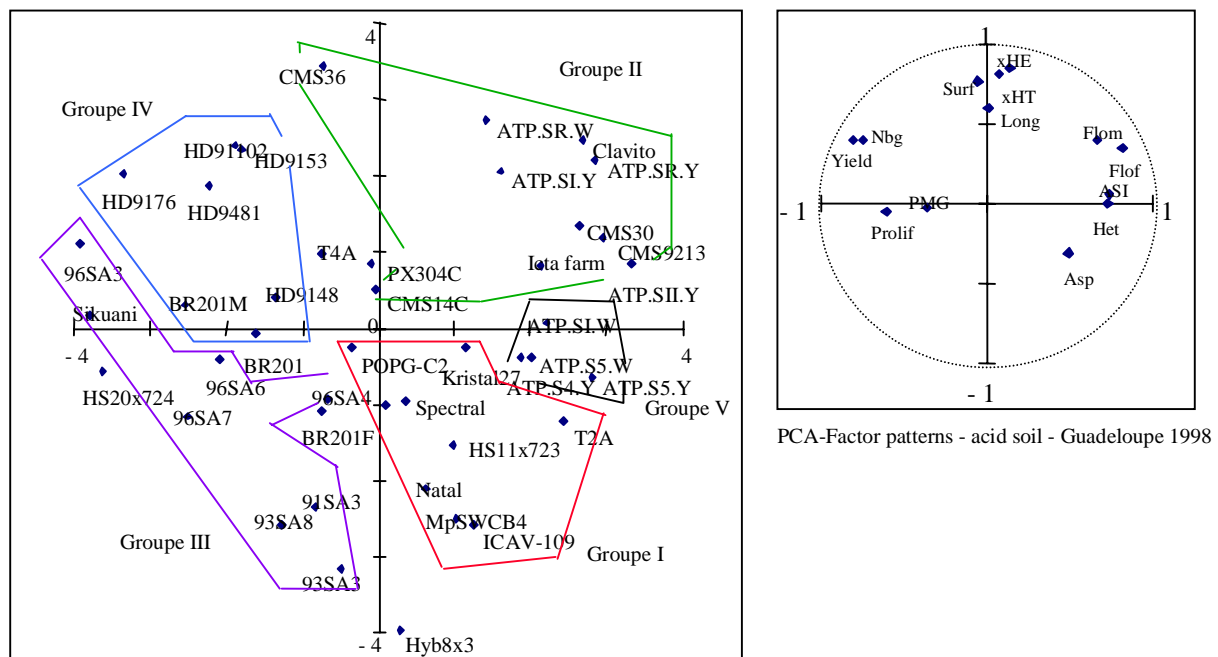 4
Groupe II
CMS36
Groupe IV
ATP.SR.W
Clavito
HD91102
HD9153
ATP.SI.Y
ATP.SR.Y
HD9176
HD9481
CMS30
T4A
CMS9213
96SA3
PX304C
Iota farm
HD9148
ATP.SII.Y
BR201M
CMS14C
Sikuani
ATP.SI.W
- 4
0
4
BR201
POPG-C2
ATP.S5.W
HS20x724
96SA6
Kristal27
ATP.S4.Y
ATP.S5.Y
96SA4
Spectral
Groupe V
96SA7
BR201F
T2A
HS11x723
Natal
91SA3
93SA8
MpSWCB4
Groupe III
ICAV-109
Groupe I
93SA3
- 4
Hyb8x3
1
xHE
Surf
xHT
Long
Nbg
Flom
Yield
Flof
ASI
- 1
PMG
1
Prolif
Het
Asp
- 1
PCA-Factor patterns - acid soil - Guadeloupe 1998